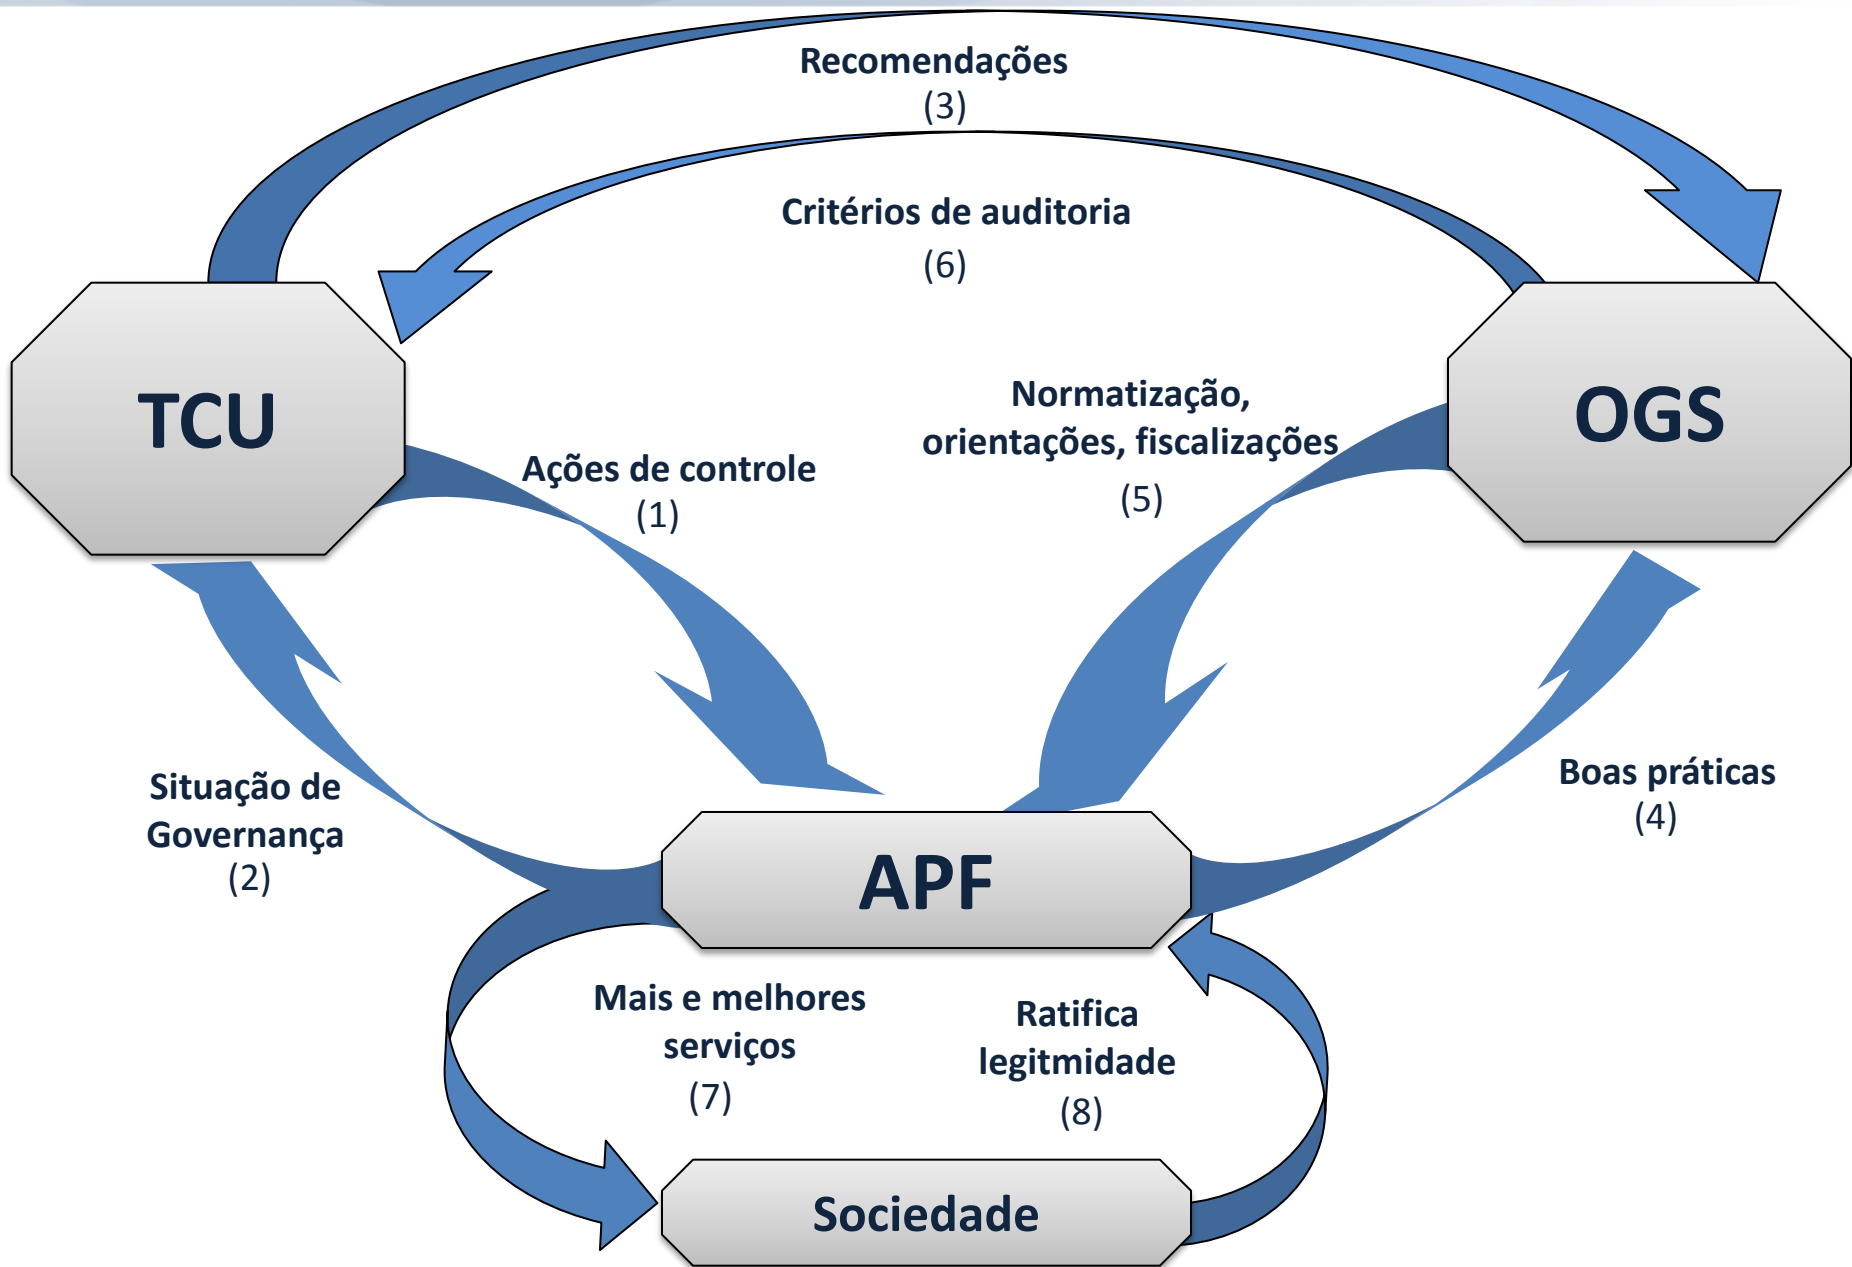 Recomendações
(3)
Critérios de auditoria
(6)
TCU
OGS
Ações de controle
(1)
Normatização,
orientações, fiscalizações
(5)
Situação de
Governança
(2)
Boas práticas
(4)
APF
Mais e melhores
serviços
(7)
Ratifica
legitmidade
(8)
Sociedade